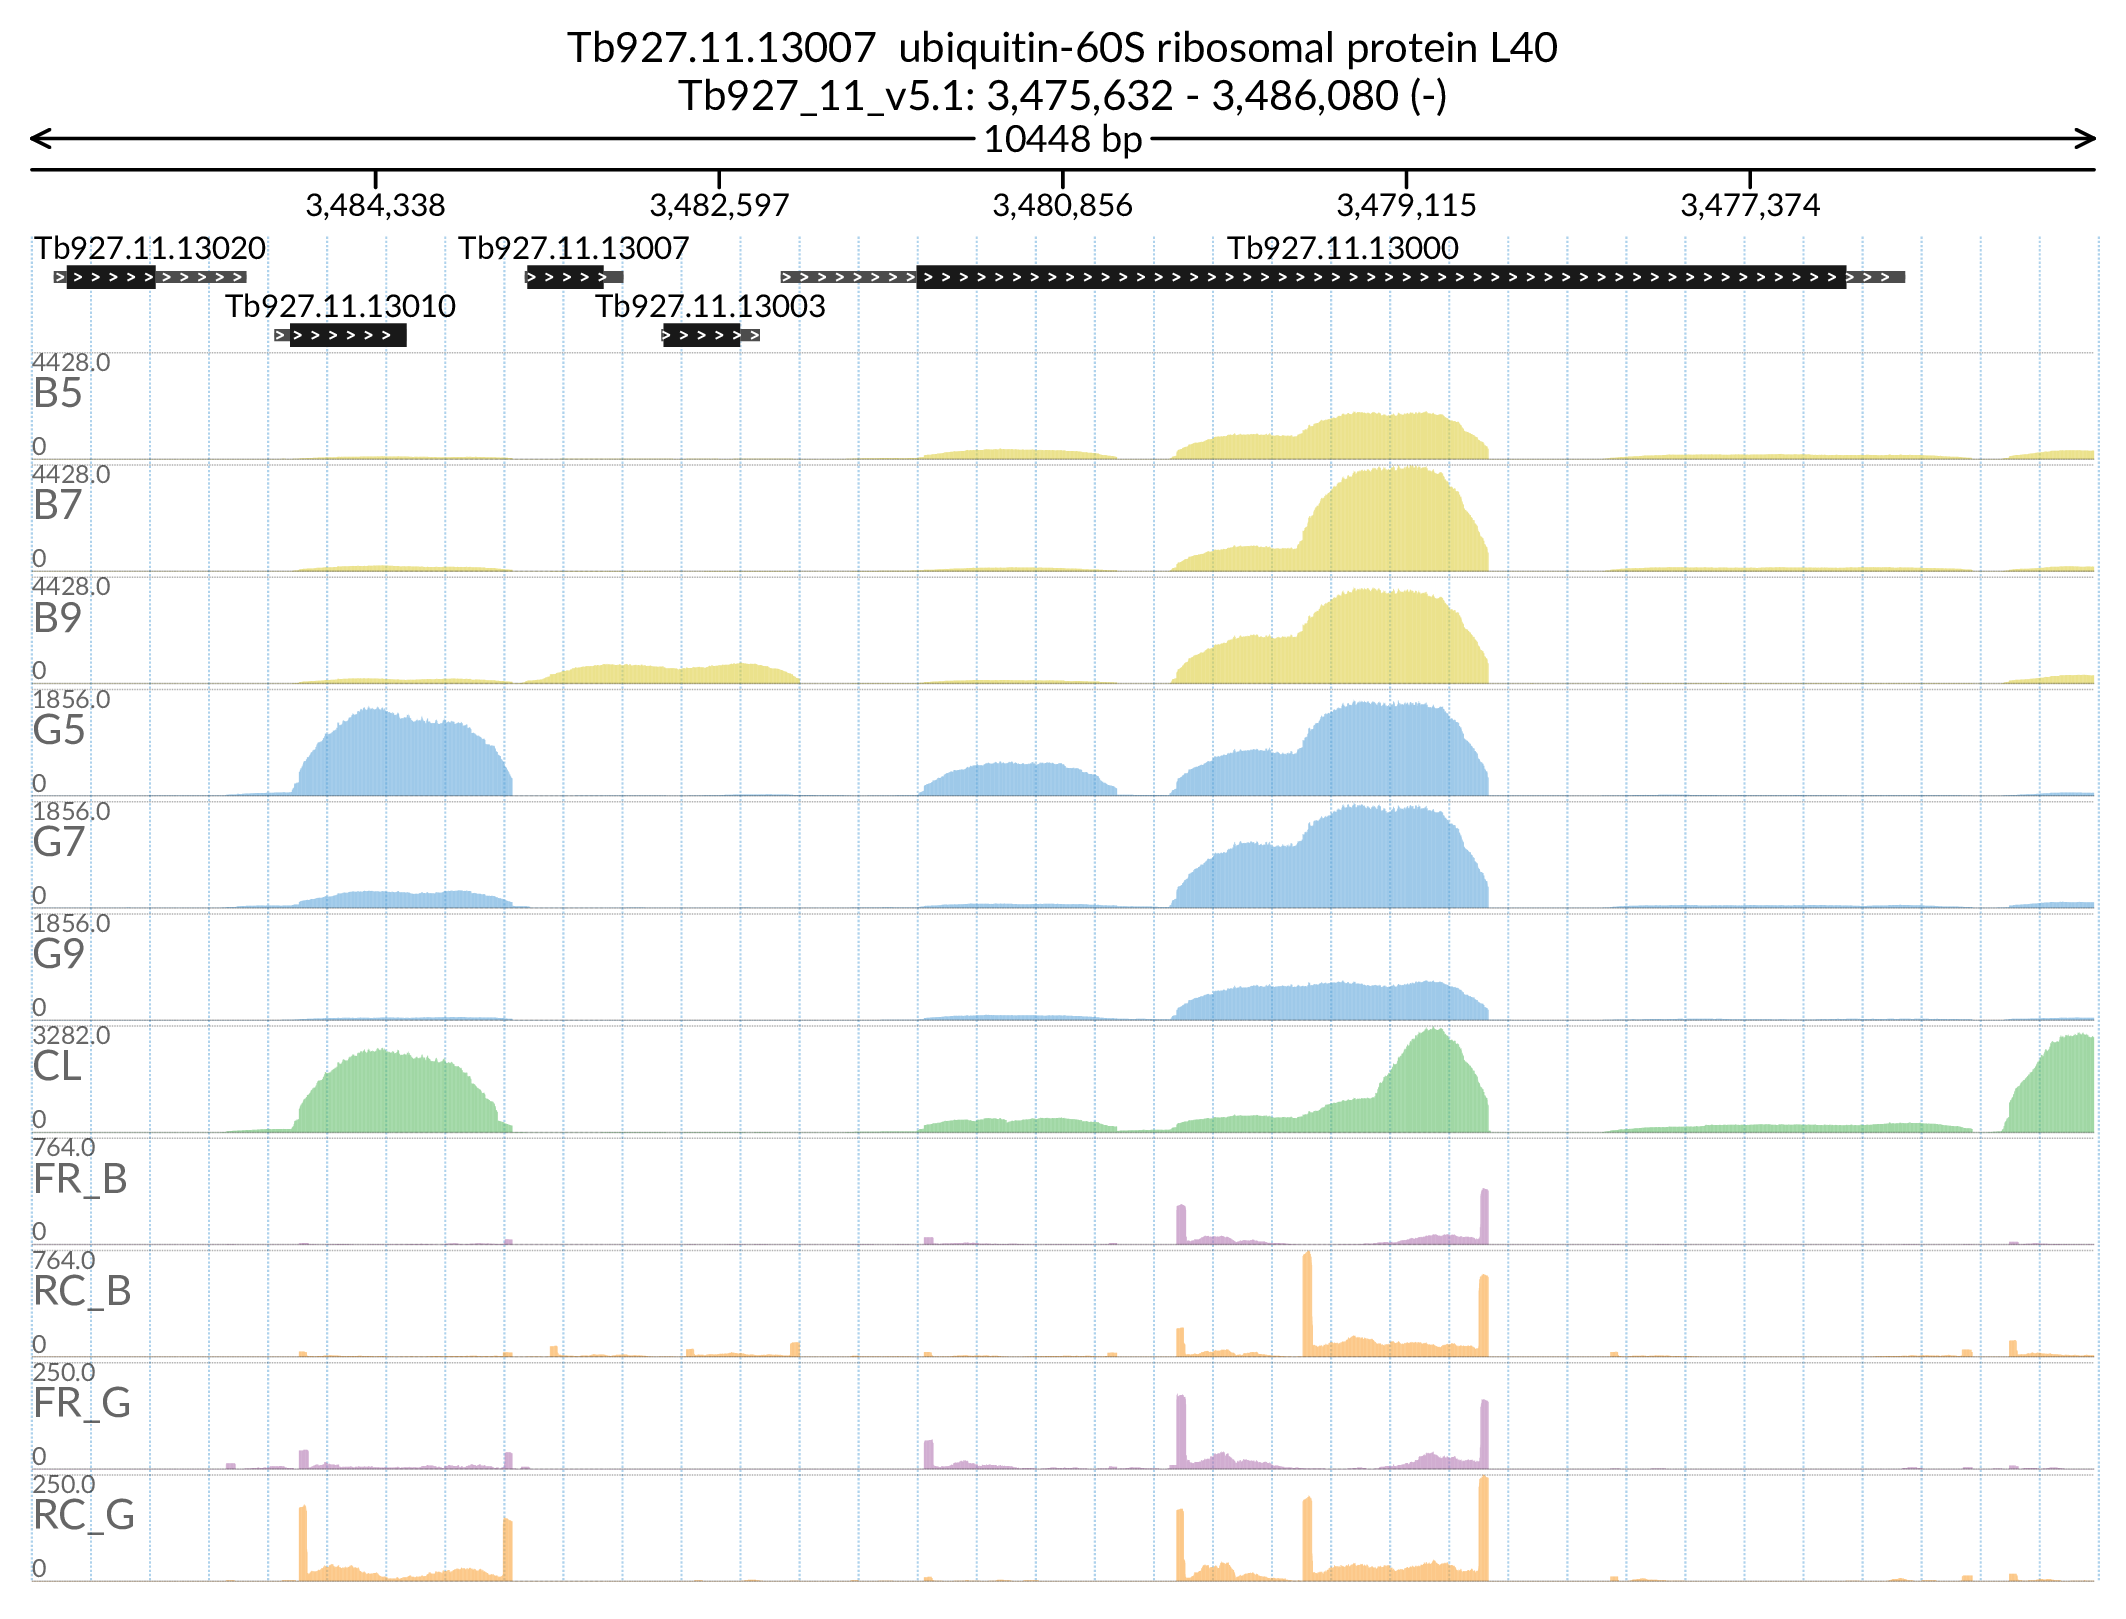 Tb927.11.13007  ubiquitin-60S ribosomal protein L40
Tb927_11_v5.1: 3,475,632 - 3,486,080 (-)
10448 bp
3,484,338 3,482,597 3,480,856 3,479,115 3,477,374
Tb927.11.13020 Tb927.11.13007 Tb927.11.13000
Tb927.11.13010 Tb927.11.13003
4428.0
B5
0
4428.0
B7
0
4428.0
B9
0
1856.0
G5
0
1856.0
G7
0
1856.0
G9
0
3282.0
CL
0
764.0
FR_B
0
764.0
RC_B
0
250.0
FR_G
0
250.0
RC_G
0